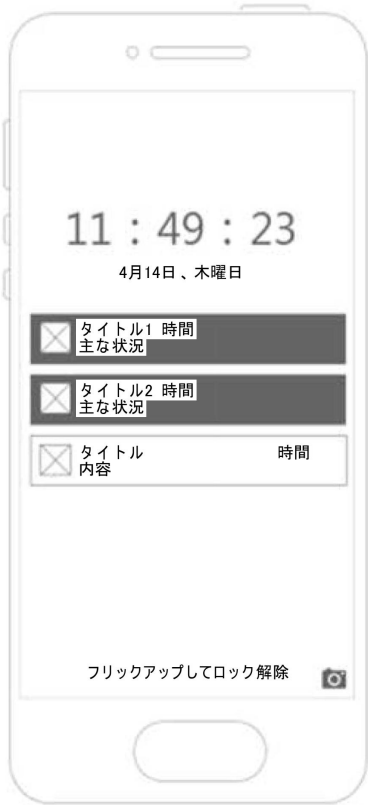 11：49：23
4月14日、木曜日
タイトル1 時間
主な状況
タイトル2 時間
主な状況
タイトル 時間
内容
フリックアップしてロック解除